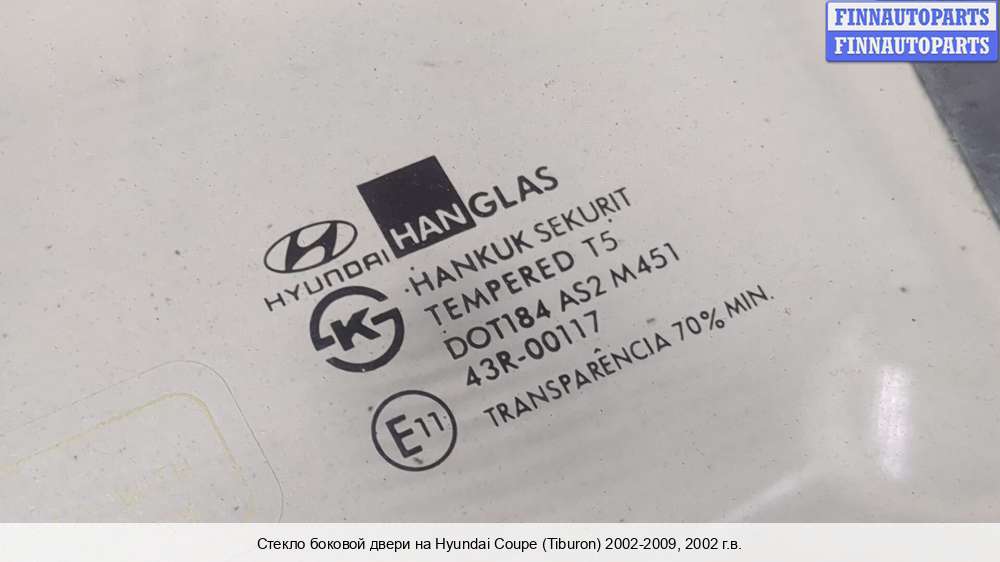 FINNAUTOPARTS
FINNAUTOPARTS
HANGLAS
HYUNDAI
HANKUK SEKURIT
TEMPERED T5
DOT184 AS2 M451
43R-00117
TRANSPARÊNCIA 70% MIN.
K
E11
Стекло боковой двери на Hyundai Coupe (Tiburon) 2002-2009, 2002 г.в.